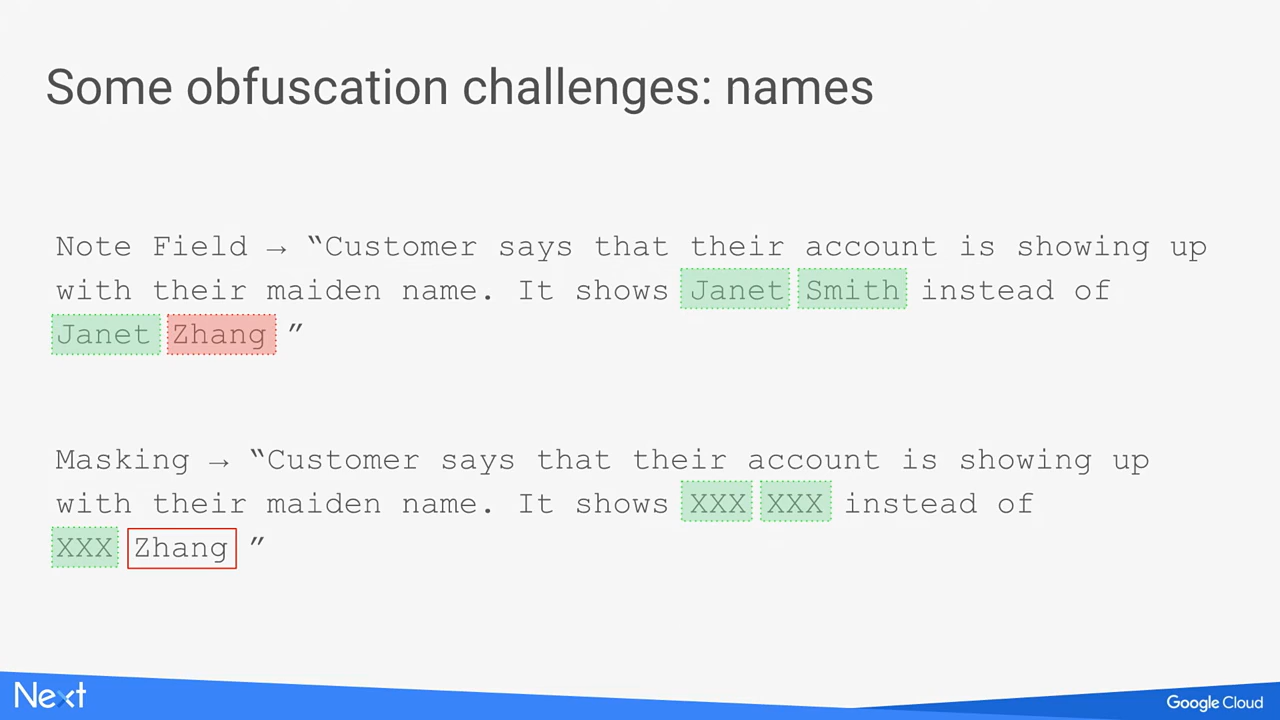 Some obfuscation challenges: names
Note Field → “Customer says that their account is showing up
with their maiden name. It shows Janet Smith instead of
Janet Zhang ”
Masking → “Customer says that their account is showing up
with their maiden name. It shows XXX XXX instead of
XXX Zhang ”
Next
Google Cloud